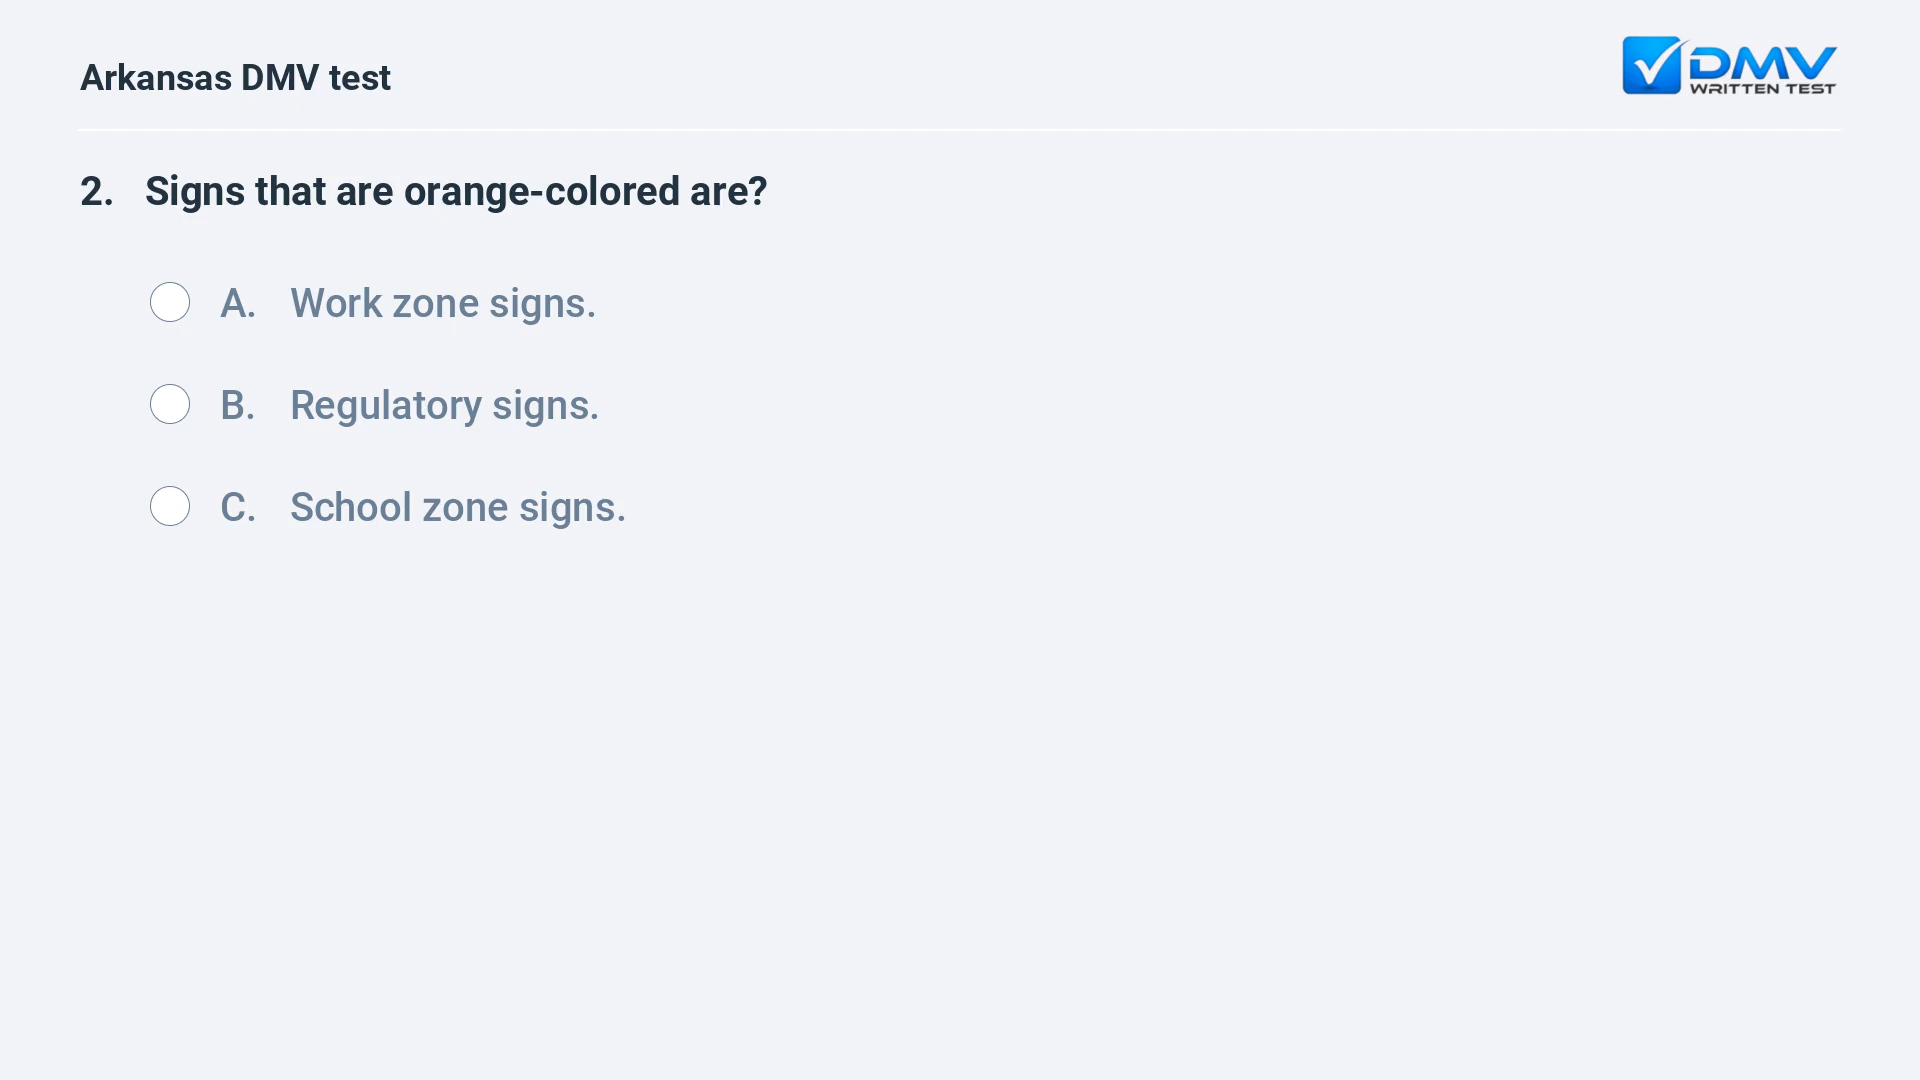 Arkansas DMV test
DMV
WRITTEN TEST
2. Signs that are orange-colored are?
A. Work zone signs.
B. Regulatory signs.
C. School zone signs.